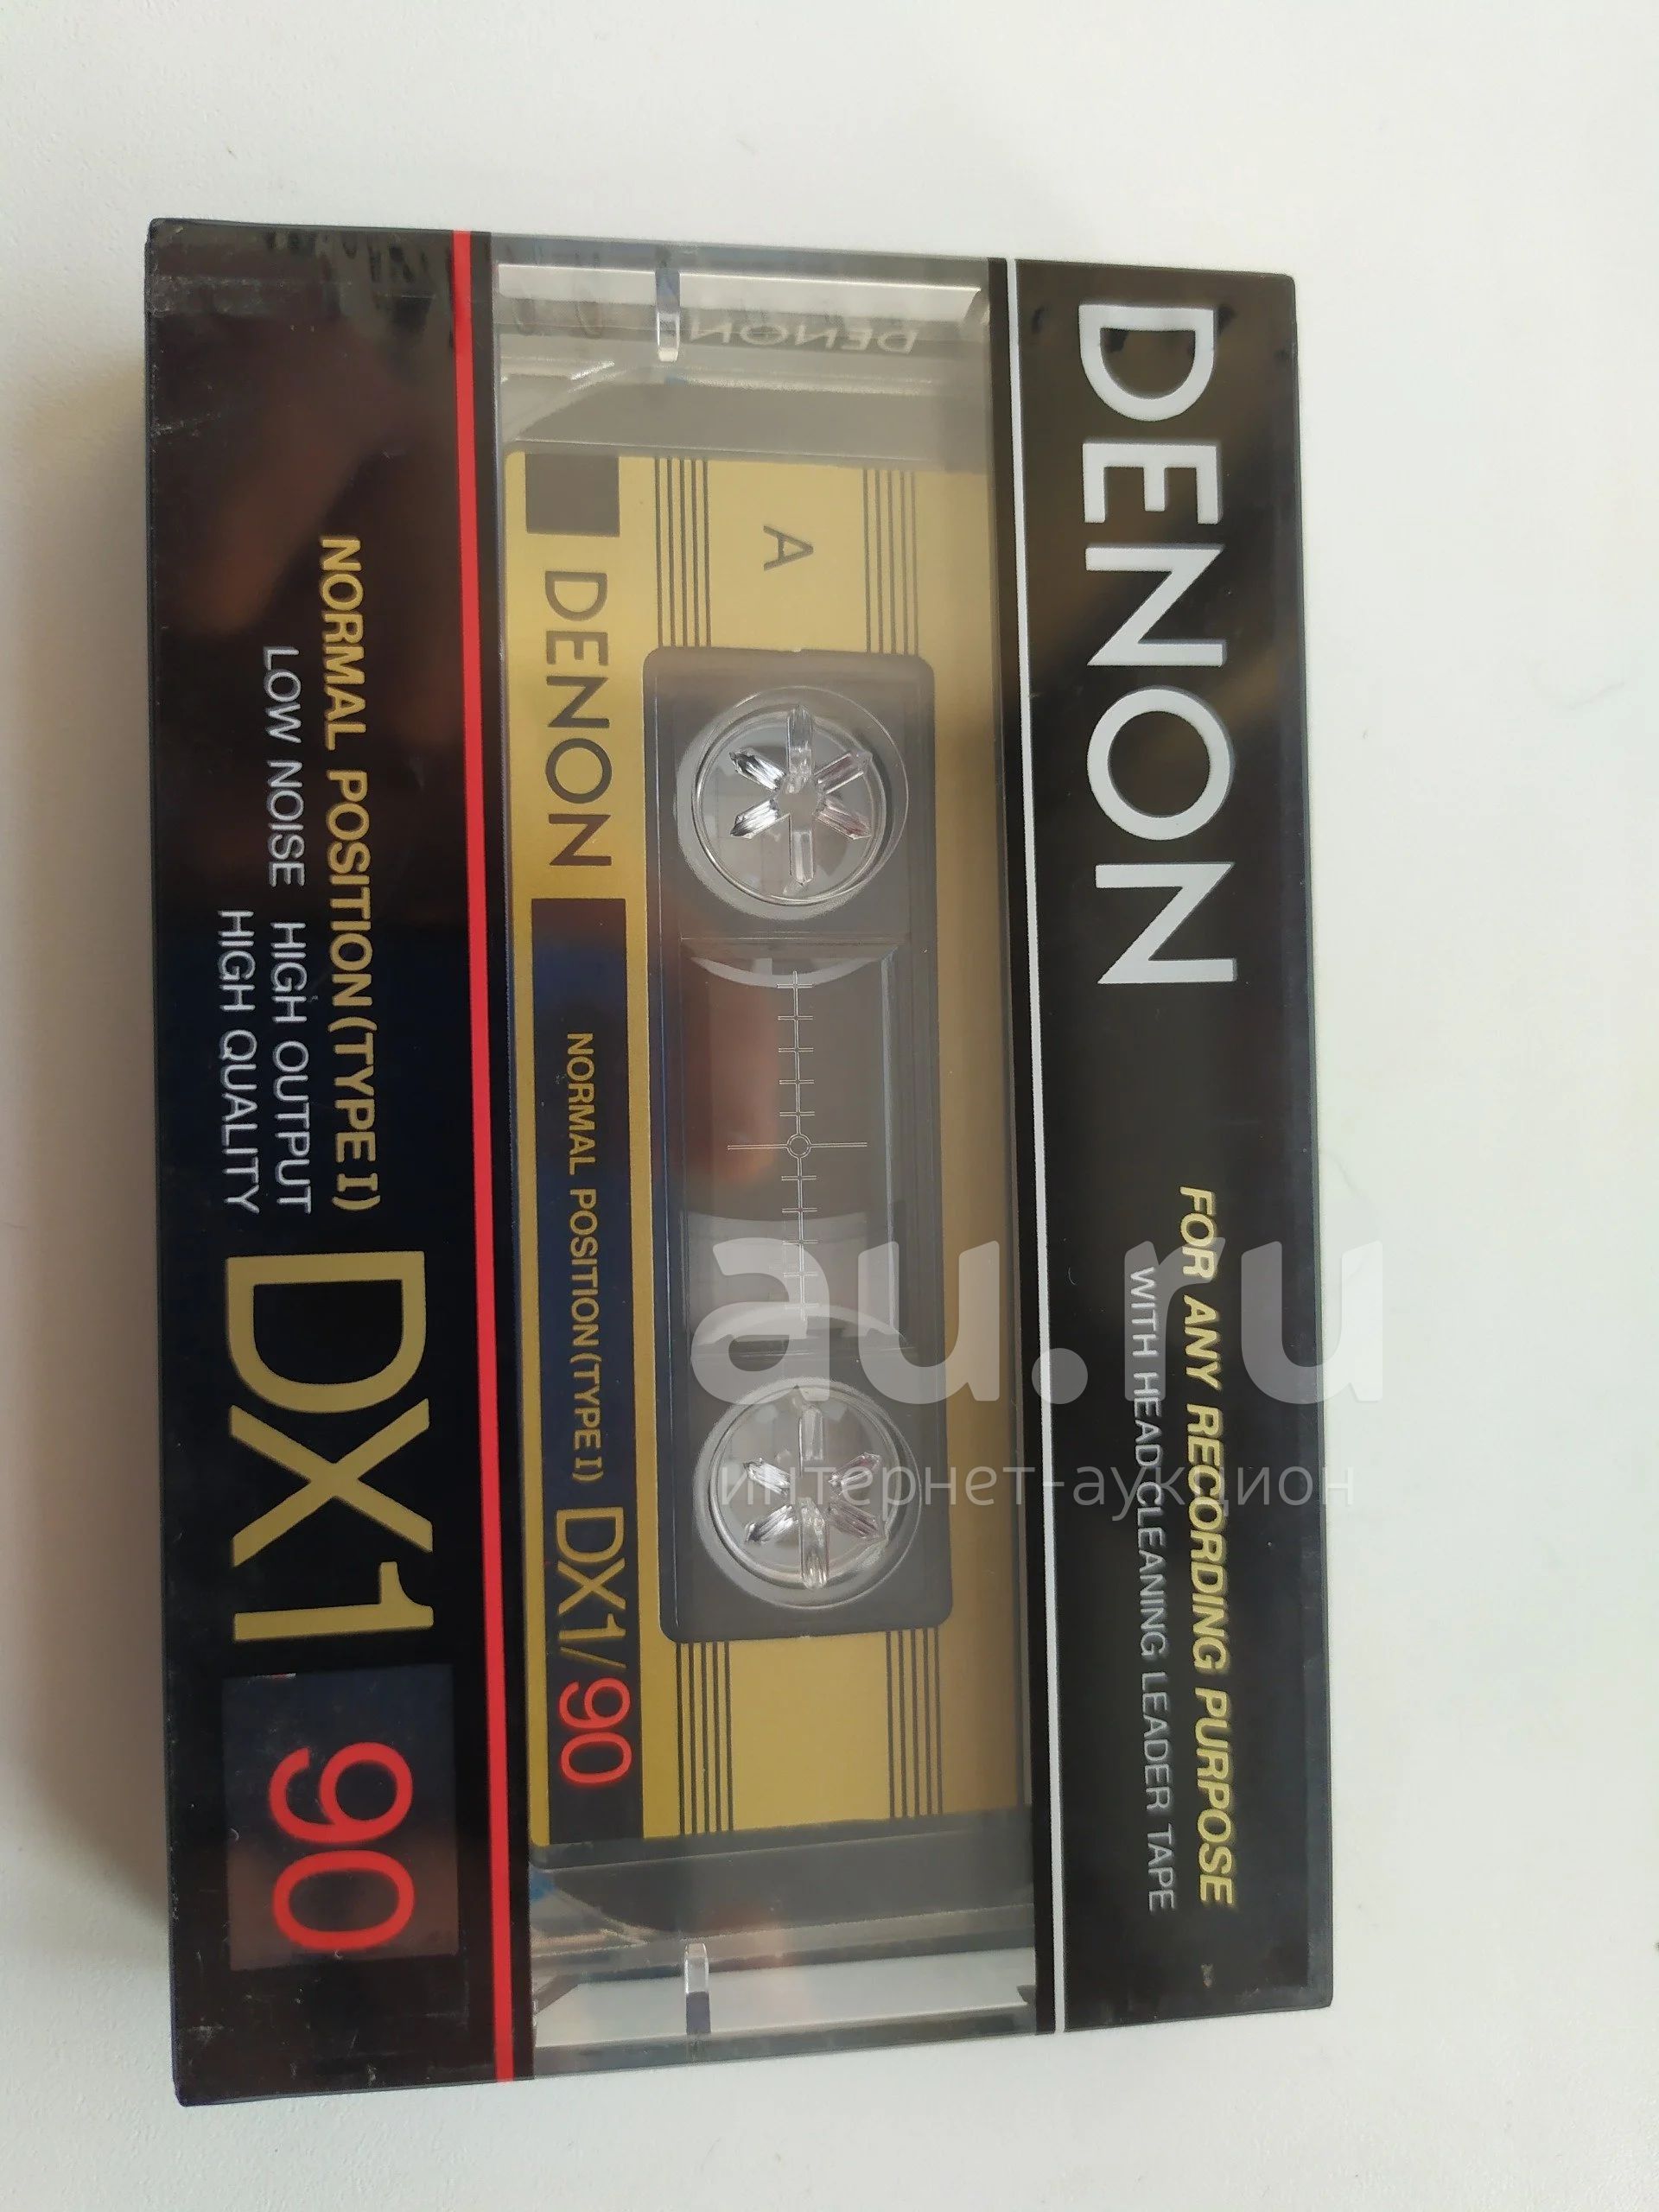 DENON
FOR ANY RECORDING PURPOSE
WITH HEAD CLEANING LEADER TAPE
DENON
A
DENON
NORMAL POSITION (TYPE I) DX1/90
NORMAL POSITION (TYPE I)
LOW NOISE HIGH OUTPUT
HIGH QUALITY
DX1 90
au.ru
интернет-аукцион